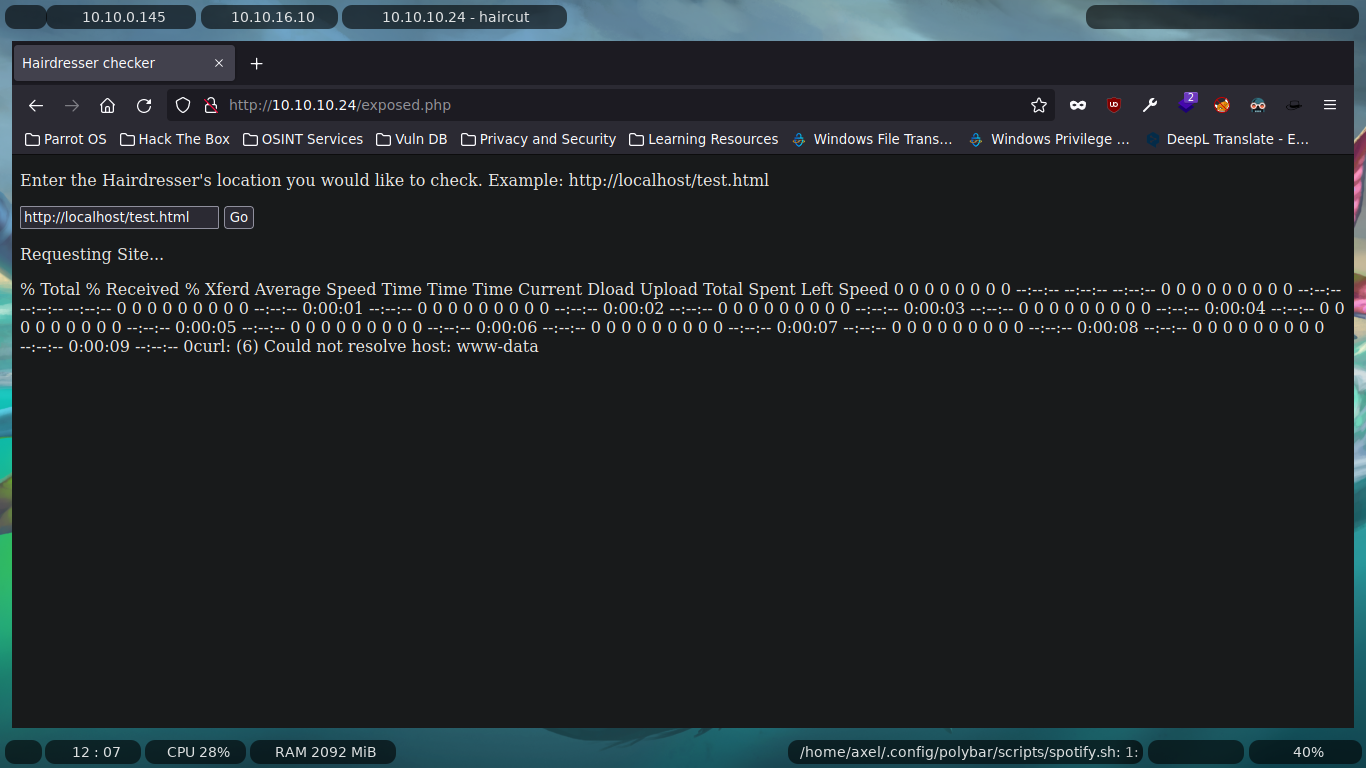 10.10.0.145 10.10.16.10 10.10.10.24 - haircut
Hairdresser checker
http://10.10.10.24/exposed.php
2
UO
Parrot OS Hack The Box OSINT Services Vuln DB Privacy and Security Learning Resources Windows File Trans... Windows Privilege ... DeepL Translate - E...
Enter the Hairdresser's location you would like to check. Example: http://localhost/test.html
http://localhost/test.html Go
Requesting Site...
% Total % Received % Xferd Average Speed Time Time Time Current Dload Upload Total Spent Left Speed 0 0 0 0 0 0 0 0 --:--:-- --:--:-- --:--:-- 0 0 0 0 0 0 0 0 0 --:--:--
--:--:-- --:--:-- 0 0 0 0 0 0 0 0 0 --:--:-- 0:00:01 --:--:-- 0 0 0 0 0 0 0 0 0 --:--:-- 0:00:02 --:--:-- 0 0 0 0 0 0 0 0 0 --:--:-- 0:00:03 --:--:-- 0 0 0 0 0 0 0 0 0 --:--:-- 0:00:04 --:--:-- 0 0
0 0 0 0 0 0 0 --:--:-- 0:00:05 --:--:-- 0 0 0 0 0 0 0 0 0 --:--:-- 0:00:06 --:--:-- 0 0 0 0 0 0 0 0 0 --:--:-- 0:00:07 --:--:-- 0 0 0 0 0 0 0 0 0 --:--:-- 0:00:08 --:--:-- 0 0 0 0 0 0 0 0 0
--:--:-- 0:00:09 --:--:-- 0curl: (6) Could not resolve host: www-data
12 : 07 CPU 28% RAM 2092 MiB /home/axel/.config/polybar/scripts/spotify.sh: 1: 40%